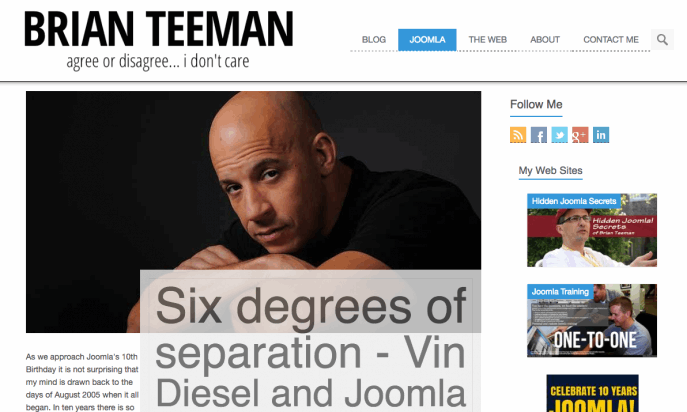 BRIAN TEEMAN
agree or disagree... i don't care
BLOG JOOMLA THE WEB ABOUT CONTACT ME
Follow Me
My Web Sites
Hidden Joomla Secrets
Hidden Joomla!
Secrets
of Brian Teeman
Joomla Training
ONE-TO-ONE
CELEBRATE 10 YEARS
JOOMLA!
Six degrees of
separation - Vin
Diesel and Joomla
As we approach Joomla's 10th
Birthday it is not surprising that
my mind is drawn back to the
days of August 2005 when it all
began. In ten years there is so